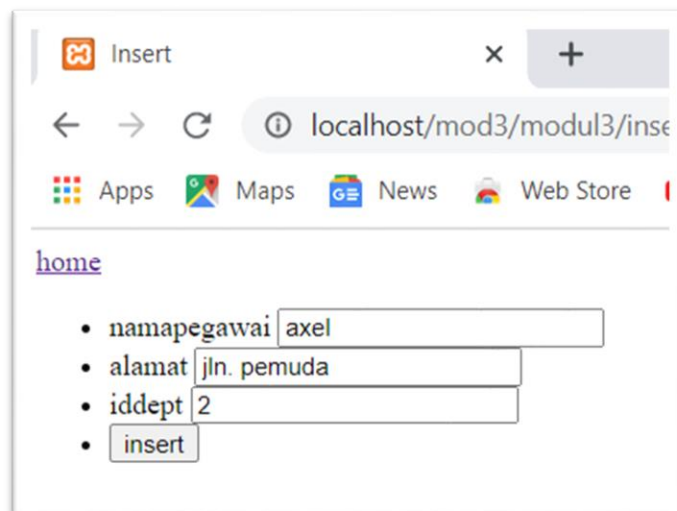 Insert
localhost/mod3/modul3/inse
Apps Maps News Web Store
home
namapegawai axel
alamat jln. pemuda
iddept 2
insert